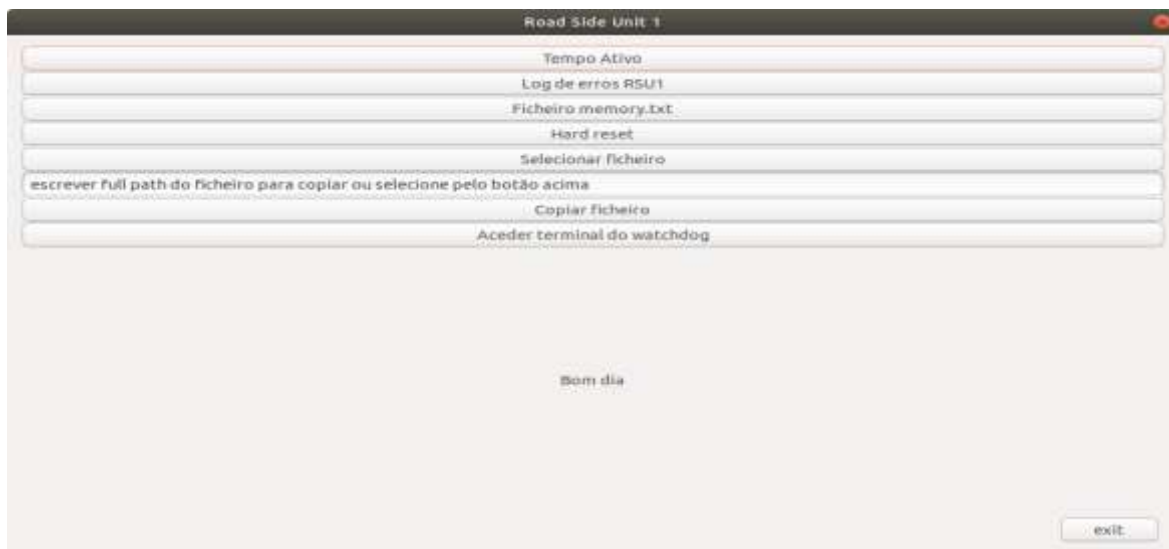 Road Side Unit 1
Tempo Ativo
Log de erros RSU1
Ficheiro memory.txt
Hard reset
Selecionar ficheiro
escrever full path do ficheiro para copiar ou selecione pelo botão acima
Copiar ficheiro
Aceder terminal do watchdog
Bom dia
exit